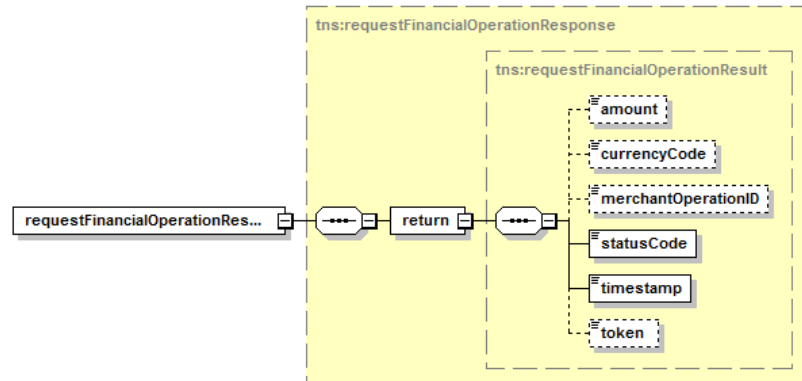 tns:requestFinancialOperationResponse
tns:requestFinancialOperationResult
amount
currencyCode
merchantOperationID
requestFinancialOperationRes...
return
statusCode
timestamp
token